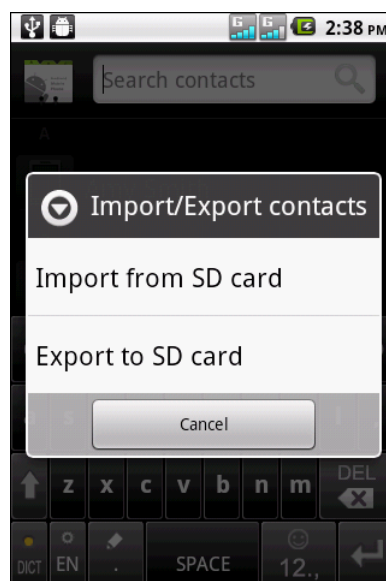 G G 2:38 PM
Search contacts
A
Import/Export contacts
Import from SD card
Export to SD card
Cancel
z x c v b n m DEL
DICT EN . SPACE 12.,